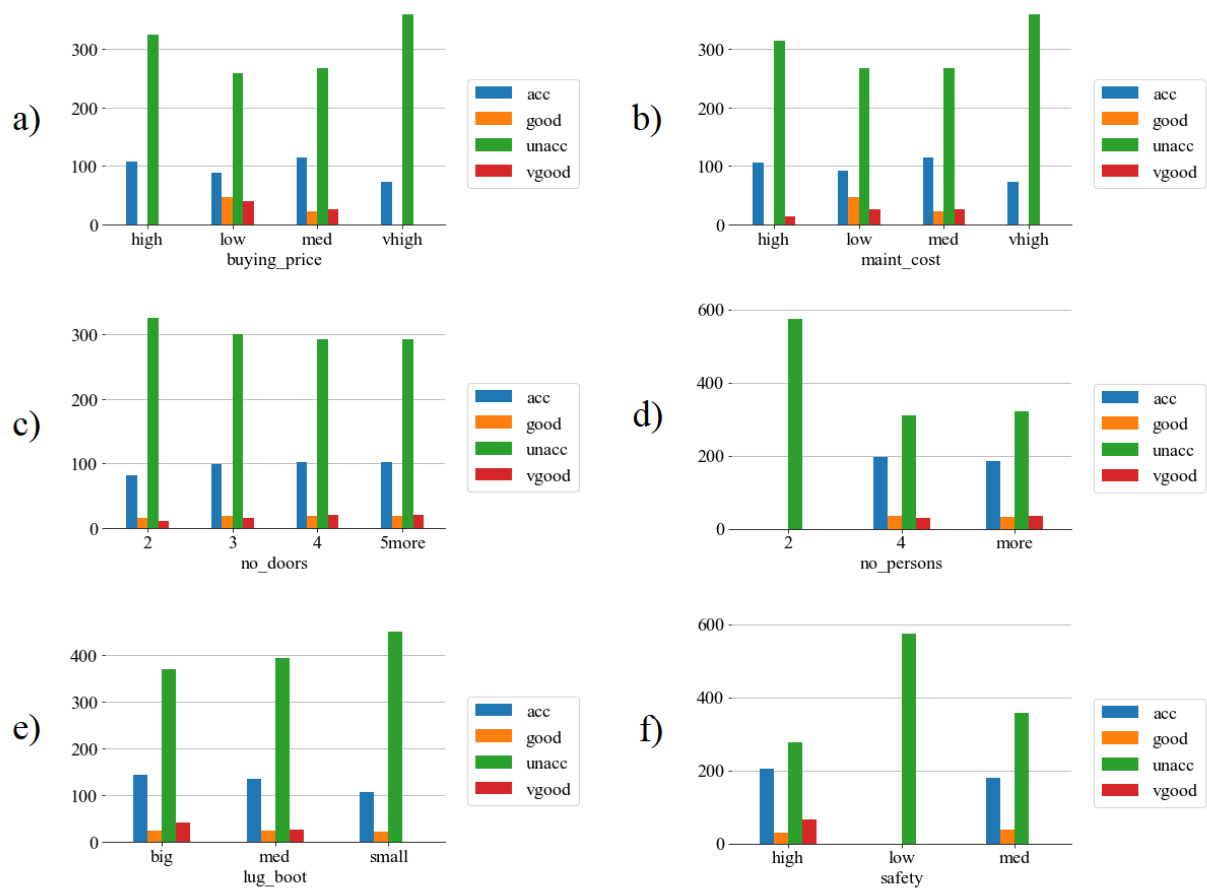 a)
300
200
100
0
high low med vhigh
buying_price
acc
good
unacc
vgood
b)
300
200
100
0
high low med vhigh
maint_cost
acc
good
unacc
vgood
c)
300
200
100
0
2 3 4 5more
no_doors
acc
good
unacc
vgood
d)
600
400
200
0
2 4 more
no_persons
acc
good
unacc
vgood
e)
400
300
200
100
0
big med small
lug_boot
acc
good
unacc
vgood
f)
600
400
200
0
high low med
safety
acc
good
unacc
vgood